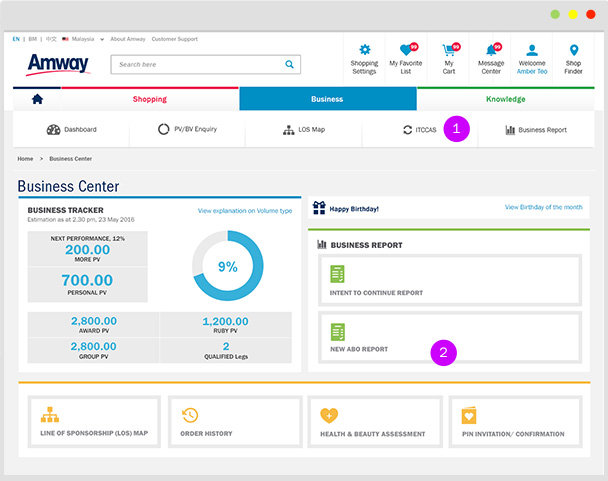 EN | BM | 中文 Malaysia About Amway Customer Support
Amway
Search here
Shopping Settings
99
My Favorite List
99
My Cart
99
Message Center
Welcome Amber Teo
Shop Finder
Shopping
Business
Knowledge
Dashboard
PV/BV Enquiry
LOS Map
ITCCAS
1
Business Report
Home > Business Center
Business Center
BUSINESS TRACKER
View explanation on Volume type
Estimation as at 2.30 pm, 23 May 2016
NEXT PERFORMANCE, 12%
200.00
MORE PV
700.00
PERSONAL PV
9%
2,800.00
AWARD PV
1,200.00
RUBY PV
2,800.00
GROUP PV
2
QUALIFIED Legs
Happy Birthday!
View Birthday of the month
BUSINESS REPORT
INTENT TO CONTINUE REPORT
NEW ABO REPORT
2
LINE OF SPONSORSHIP (LOS) MAP
ORDER HISTORY
HEALTH & BEAUTY ASSESSMENT
PIN INVITATION/ CONFIRMATION